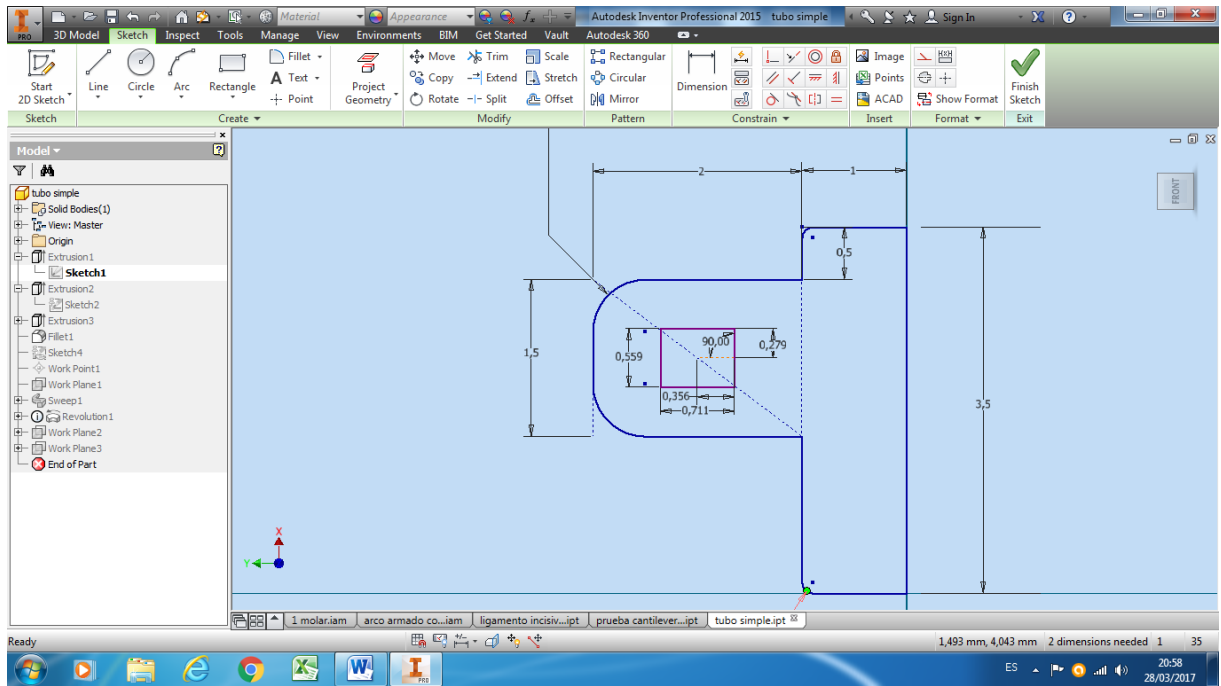 Material Appearance Autodesk Inventor Professional 2015 tubo simple Sign In
PRO 3D Model Sketch Inspect Tools Manage View Environments BIM Get Started Vault Autodesk 360
Start 2D Sketch Line Circle Arc Rectangle Fillet Text Point Project Geometry Move Trim Scale Rectangular Dimension Image Finish Sketch
Copy Extend Stretch Circular Points
Rotate Split Offset Mirror ACAD Show Format
Sketch Create Modify Pattern Constrain Insert Format Exit
Model
tubo simple
Solid Bodies(1)
View: Master
Origin
Extrusion1
Sketch1
Extrusion2
Sketch2
Extrusion3
Fillet1
Sketch4
Work Point1
Work Plane1
Sweep1
Revolution1
Work Plane2
Work Plane3
End of Part
2
1
FRONT
0,5
1,5
0,559
90,00
0,279
0,356
0,711
3,5
X
Y
1 molar.iam arco armado co...iam ligamento incisiv...ipt prueba cantilever...ipt tubo simple.ipt
Ready 1,493 mm, 4,043 mm 2 dimensions needed 1 35
ES 20:58
28/03/2017